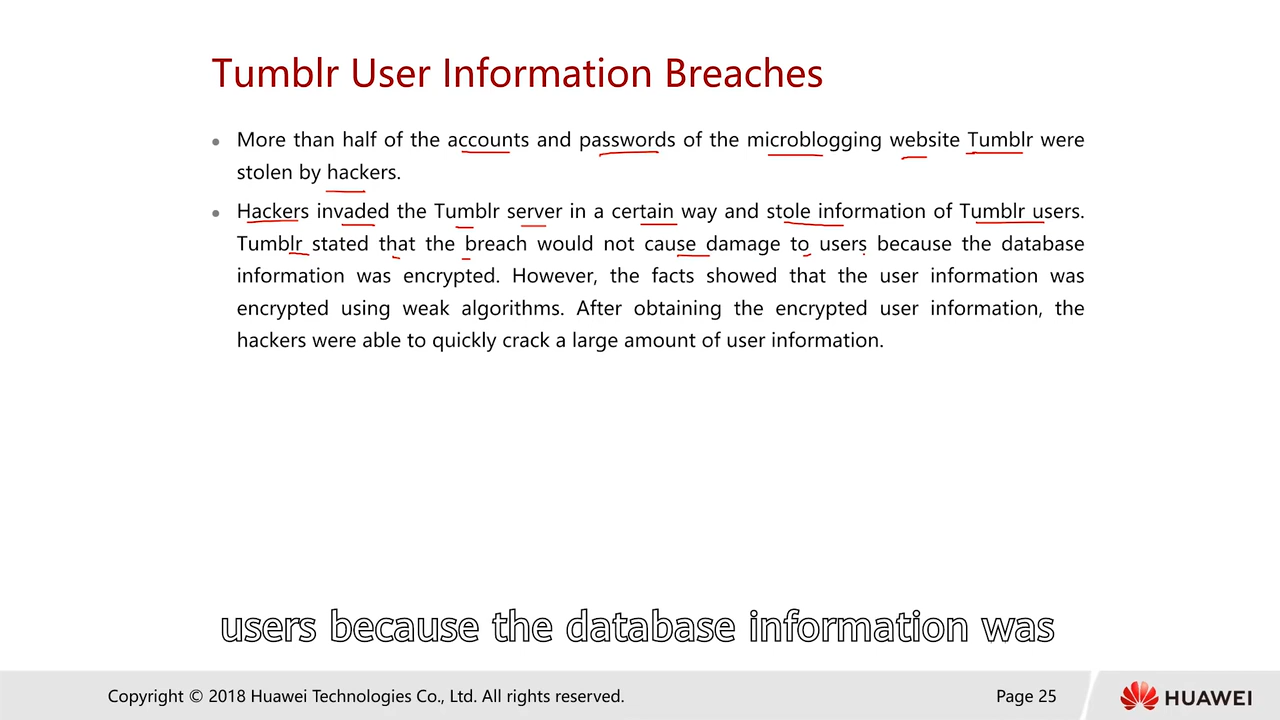 Tumblr User Information Breaches
• More than half of the accounts and passwords of the microblogging website Tumblr were
stolen by hackers.
• Hackers invaded the Tumblr server in a certain way and stole information of Tumblr users.
Tumblr stated that the breach would not cause damage to users because the database
information was encrypted. However, the facts showed that the user information was
encrypted using weak algorithms. After obtaining the encrypted user information, the
hackers were able to quickly crack a large amount of user information.
users because the database information was
Copyright © 2018 Huawei Technologies Co., Ltd. All rights reserved.
Page 25
HUAWEI